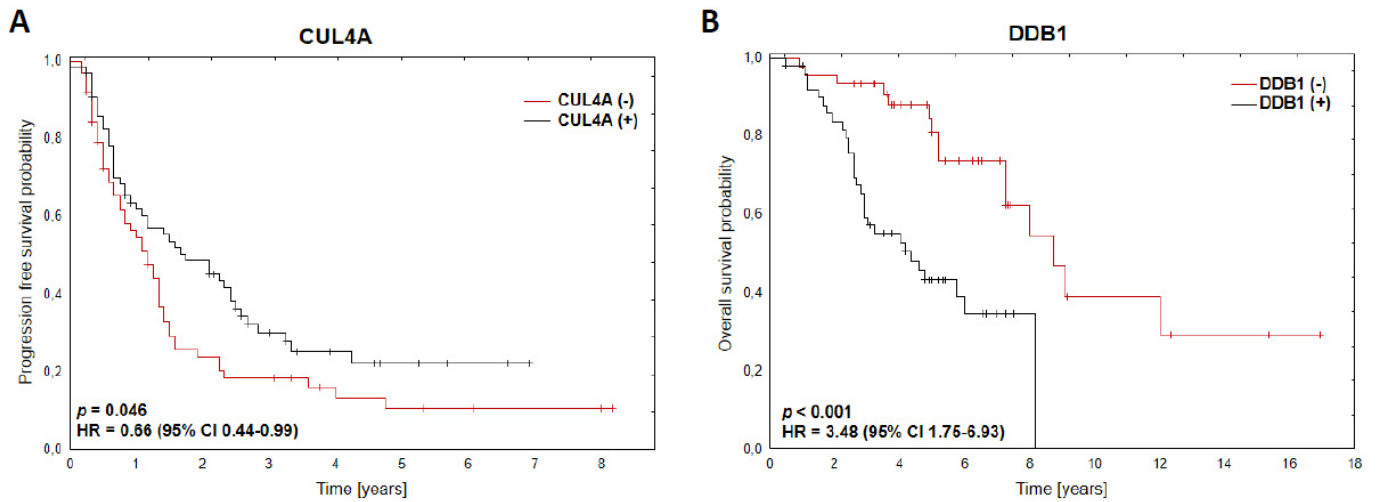 A
CUL4A
Progression free survival probability
1,0
0,8
0,6
0,4
0,2
0,0
CUL4A (-)
CUL4A (+)
p = 0.046
HR = 0.66 (95% CI 0.44-0.99)
0 1 2 3 4 5 6 7 8
Time [years]
B
DDB1
Overall survival probability
1,0
0,8
0,6
0,4
0,2
0,0
DDB1 (-)
DDB1 (+)
p < 0.001
HR = 3.48 (95% CI 1.75-6.93)
0 2 4 6 8 10 12 14 16 18
Time [years]